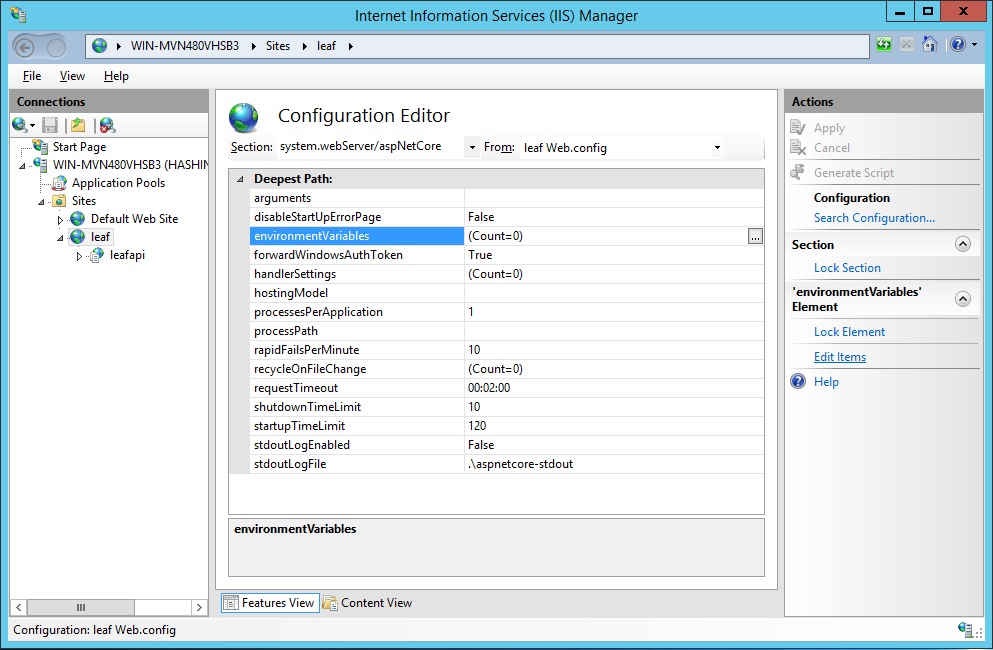 Internet Information Services (IIS) Manager
WIN-MVN480VHSB3 Sites leaf
File View Help
Connections
Start Page
WIN-MVN480VHSB3 (HASHIN
Application Pools
Sites
Default Web Site
leaf
leafapi
Configuration Editor
Section: system.webServer/aspNetCore From: leaf Web.config
Deepest Path:
arguments
disableStartUpErrorPage False
environmentVariables (Count=0) ...
forwardWindowsAuthToken True
handlerSettings (Count=0)
hostingModel
processesPerApplication 1
processPath
rapidFailsPerMinute 10
recycleOnFileChange (Count=0)
requestTimeout 00:02:00
shutdownTimeLimit 10
startupTimeLimit 120
stdoutLogEnabled False
stdoutLogFile .\aspnetcore-stdout
environmentVariables
Features View Content View
Actions
Apply
Cancel
Generate Script
Configuration
Search Configuration...
Section
Lock Section
'environmentVariables'
Element
Lock Element
Edit Items
Help
Configuration: leaf Web.config